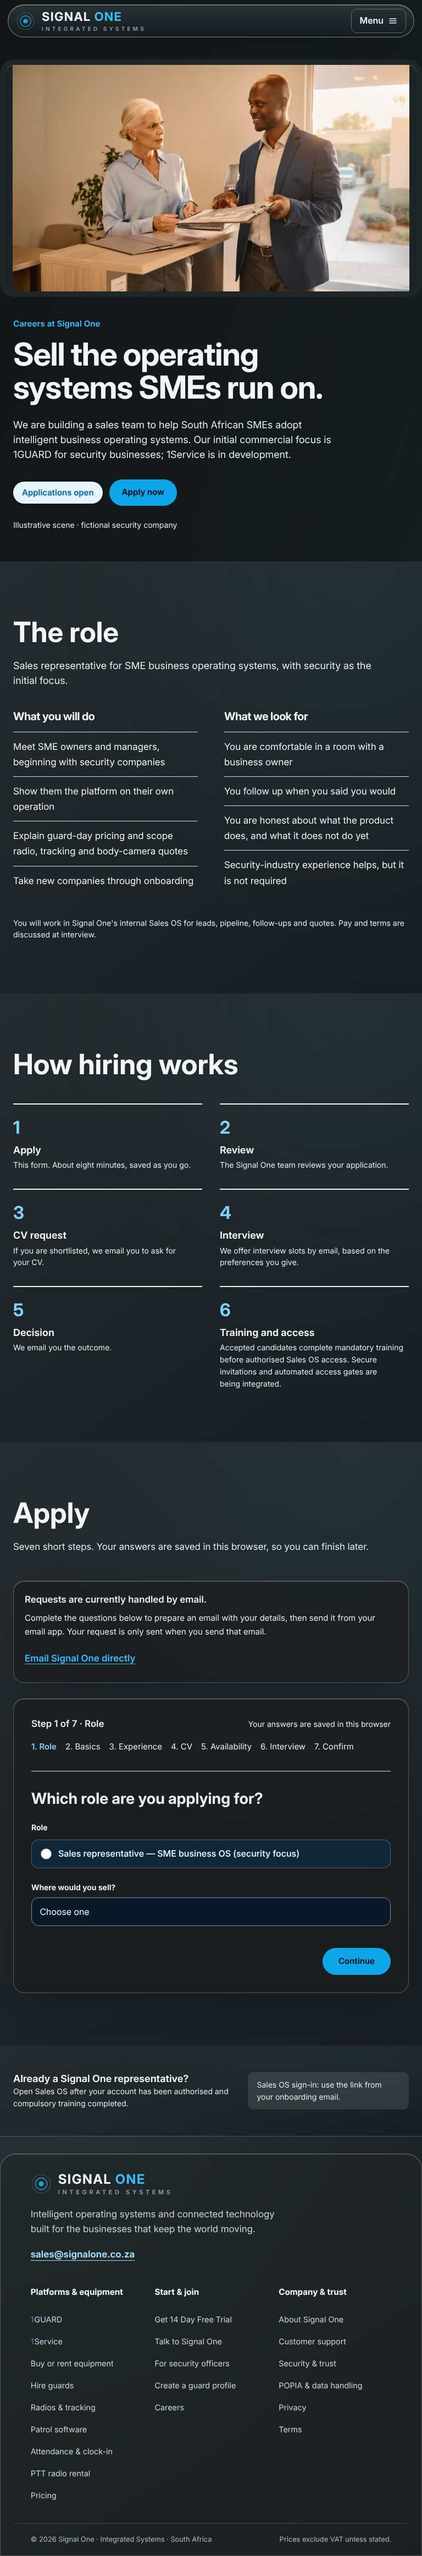 SIGNAL ONE
INTEGRATED SYSTEMS
Menu
Careers at Signal One
Sell the operating
systems SMEs run on.
We are building a sales team to help South African SMEs adopt
intelligent business operating systems. Our initial commercial focus is
1GUARD for security businesses; 1Service is in development.
Applications open
Apply now
Illustrative scene · fictional security company
The role
Sales representative for SME business operating systems, with security as the
initial focus.
What you will do
Meet SME owners and managers,
beginning with security companies
Show them the platform on their own
operation
Explain guard-day pricing and scope
radio, tracking and body-camera quotes
Take new companies through onboarding
What we look for
You are comfortable in a room with a
business owner
You follow up when you said you would
You are honest about what the product
does, and what it does not do yet
Security-industry experience helps, but it
is not required
You will work in Signal One's internal Sales OS for leads, pipeline, follow-ups and quotes. Pay and terms are
discussed at interview.
How hiring works
1
Apply
This form. About eight minutes, saved as you go.
2
Review
The Signal One team reviews your application.
3
CV request
If you are shortlisted, we email you to ask for
your CV.
4
Interview
We offer interview slots by email, based on the
preferences you give.
5
Decision
We email you the outcome.
6
Training and access
Accepted candidates complete mandatory training
before authorised Sales OS access. Secure
invitations and automated access gates are
being integrated.
Apply
Seven short steps. Your answers are saved in this browser, so you can finish later.
Requests are currently handled by email.
Complete the questions below to prepare an email with your details, then send it from your
email app. Your request is only sent when you send that email.
Email Signal One directly
Step 1 of 7 · Role
Your answers are saved in this browser
1. Role 2. Basics 3. Experience 4. CV 5. Availability 6. Interview 7. Confirm
Which role are you applying for?
Role
Sales representative — SME business OS (security focus)
Where would you sell?
Choose one
Continue
Already a Signal One representative?
Open Sales OS after your account has been authorised and
compulsory training completed.
Sales OS sign-in: use the link from
your onboarding email.
SIGNAL ONE
INTEGRATED SYSTEMS
Intelligent operating systems and connected technology
built for the businesses that keep the world moving.
sales@signalone.co.za
Platforms & equipment
1GUARD
1Service
Buy or rent equipment
Hire guards
Radios & tracking
Patrol software
Attendance & clock-in
PTT radio rental
Pricing
Start & join
Get 14 Day Free Trial
Talk to Signal One
For security officers
Create a guard profile
Careers
Company & trust
About Signal One
Customer support
Security & trust
POPIA & data handling
Privacy
Terms
© 2026 Signal One · Integrated Systems · South Africa
Prices exclude VAT unless stated.